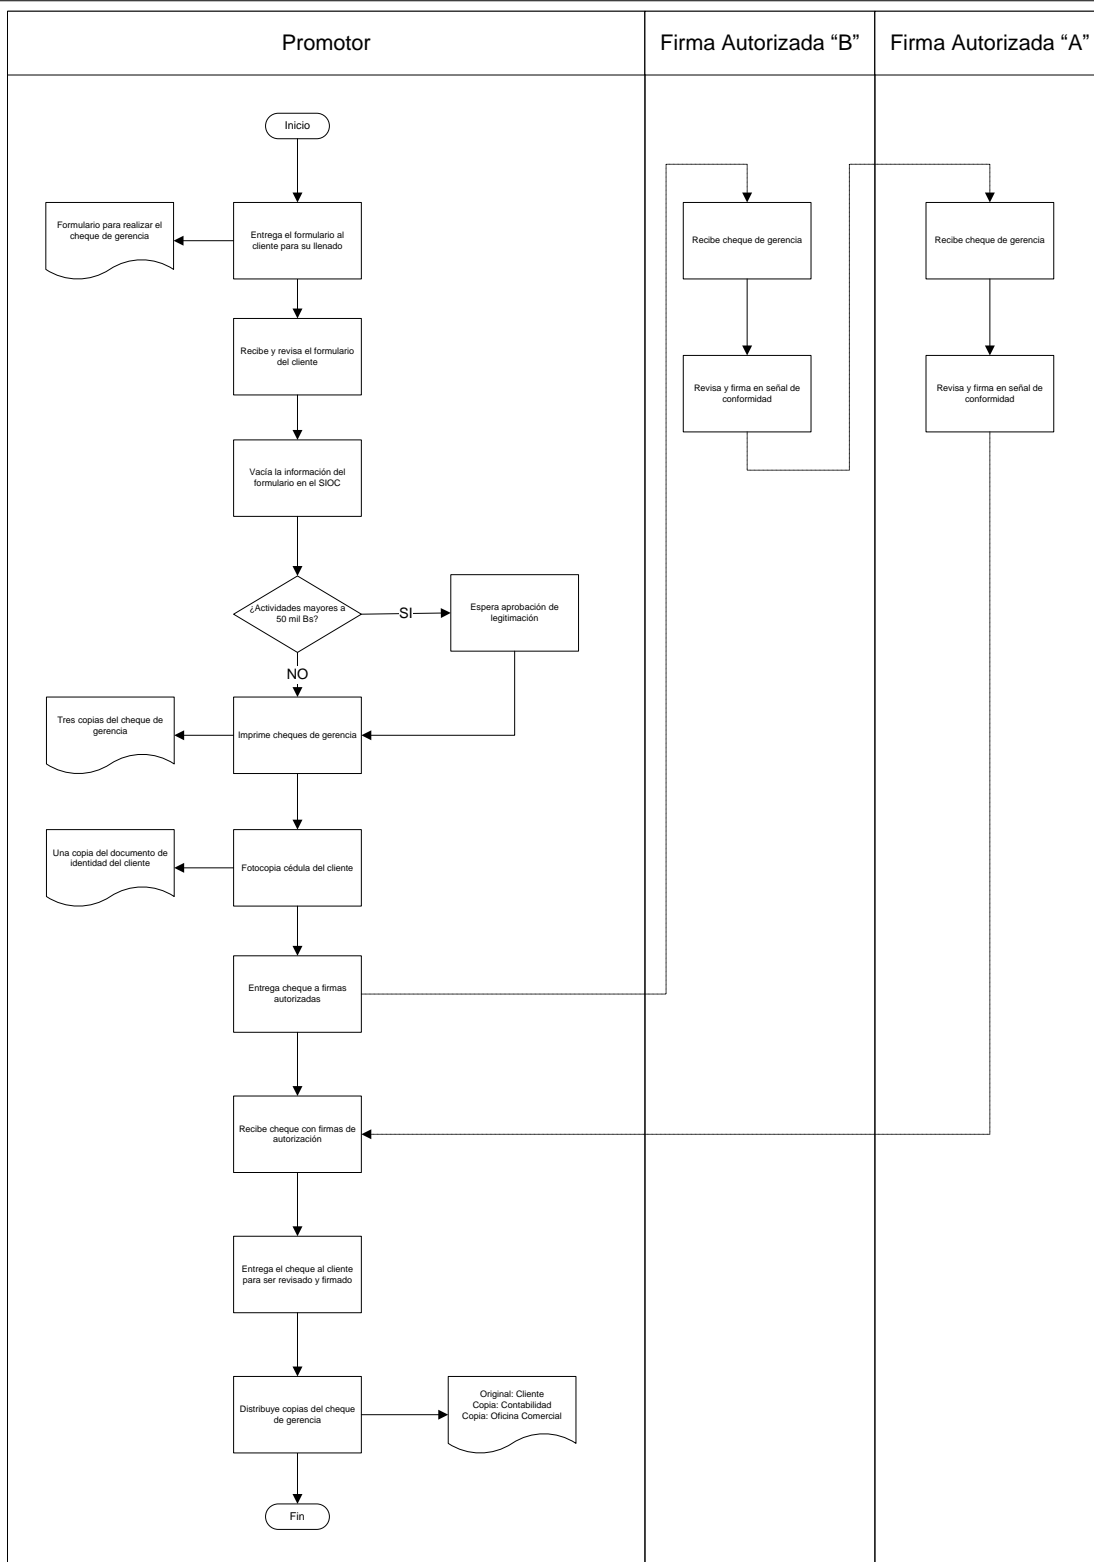 Promotor
Firma Autorizada “B”
Firma Autorizada “A”
Inicio
Formulario para realizar el
cheque de gerencia
Entrega el formulario al
cliente para su llenado
Recibe cheque de gerencia
Recibe cheque de gerencia
Recibe y revisa el formulario
del cliente
Revisa y firma en señal de
conformidad
Revisa y firma en señal de
conformidad
Vacía la información del
formulario en el SIOC
¿Actividades mayores a
50 mil Bs?
SI
Espera aprobación de
legitimación
NO
Tres copias del cheque de
gerencia
Imprime cheques de gerencia
Una copia del documento de
identidad del cliente
Fotocopia cédula del cliente
Entrega cheque a firmas
autorizadas
Recibe cheque con firmas de
autorización
Entrega el cheque al cliente
para ser revisado y firmado
Distribuye copias del cheque
de gerencia
Original: Cliente
Copia: Contabilidad
Copia: Oficina Comercial
Fin